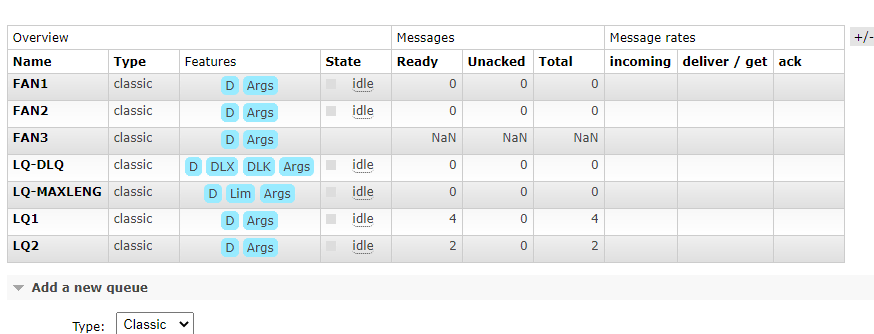 Overview Messages Message rates +/-
Name Type Features State Ready Unacked Total incoming deliver / get ack
FAN1 classic D Args idle 0 0 0
FAN2 classic D Args idle 0 0 0
FAN3 classic D Args NaN NaN NaN
LQ-DLQ classic D DLX DLK Args idle 0 0 0
LQ-MAXLENG classic D Lim Args idle 0 0 0
LQ1 classic D Args idle 4 0 4
LQ2 classic D Args idle 2 0 2
Add a new queue
Type: Classic